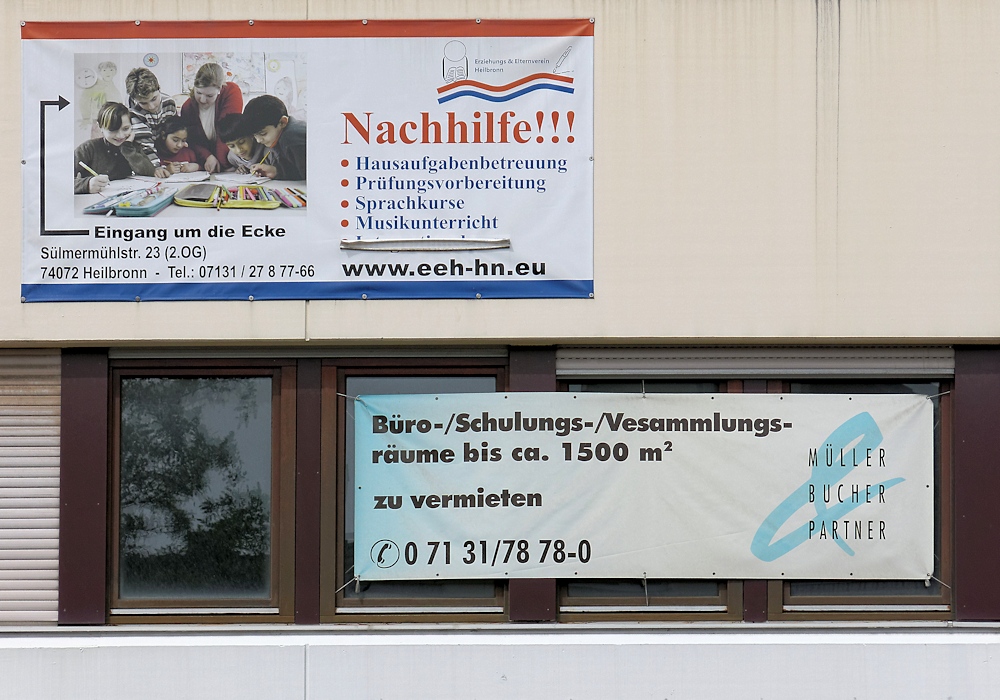 Erziehungs & Elternverein
Heilbronn
Nachhilfe!!!
• Hausaufgabenbetreuung
• Prüfungsvorbereitung
• Sprachkurse
• Musikunterricht
www.eeh-hn.eu
Eingang um die Ecke
Sülmermühlstr. 23 (2.OG)
74072 Heilbronn - Tel.: 07131 / 27 8 77-66
Büro-/Schulungs-/Vesammlungs-
räume bis ca. 1500 m²
zu vermieten
✆ 0 71 31/78 78-0
&
MÜLLER
BUCHER
PARTNER